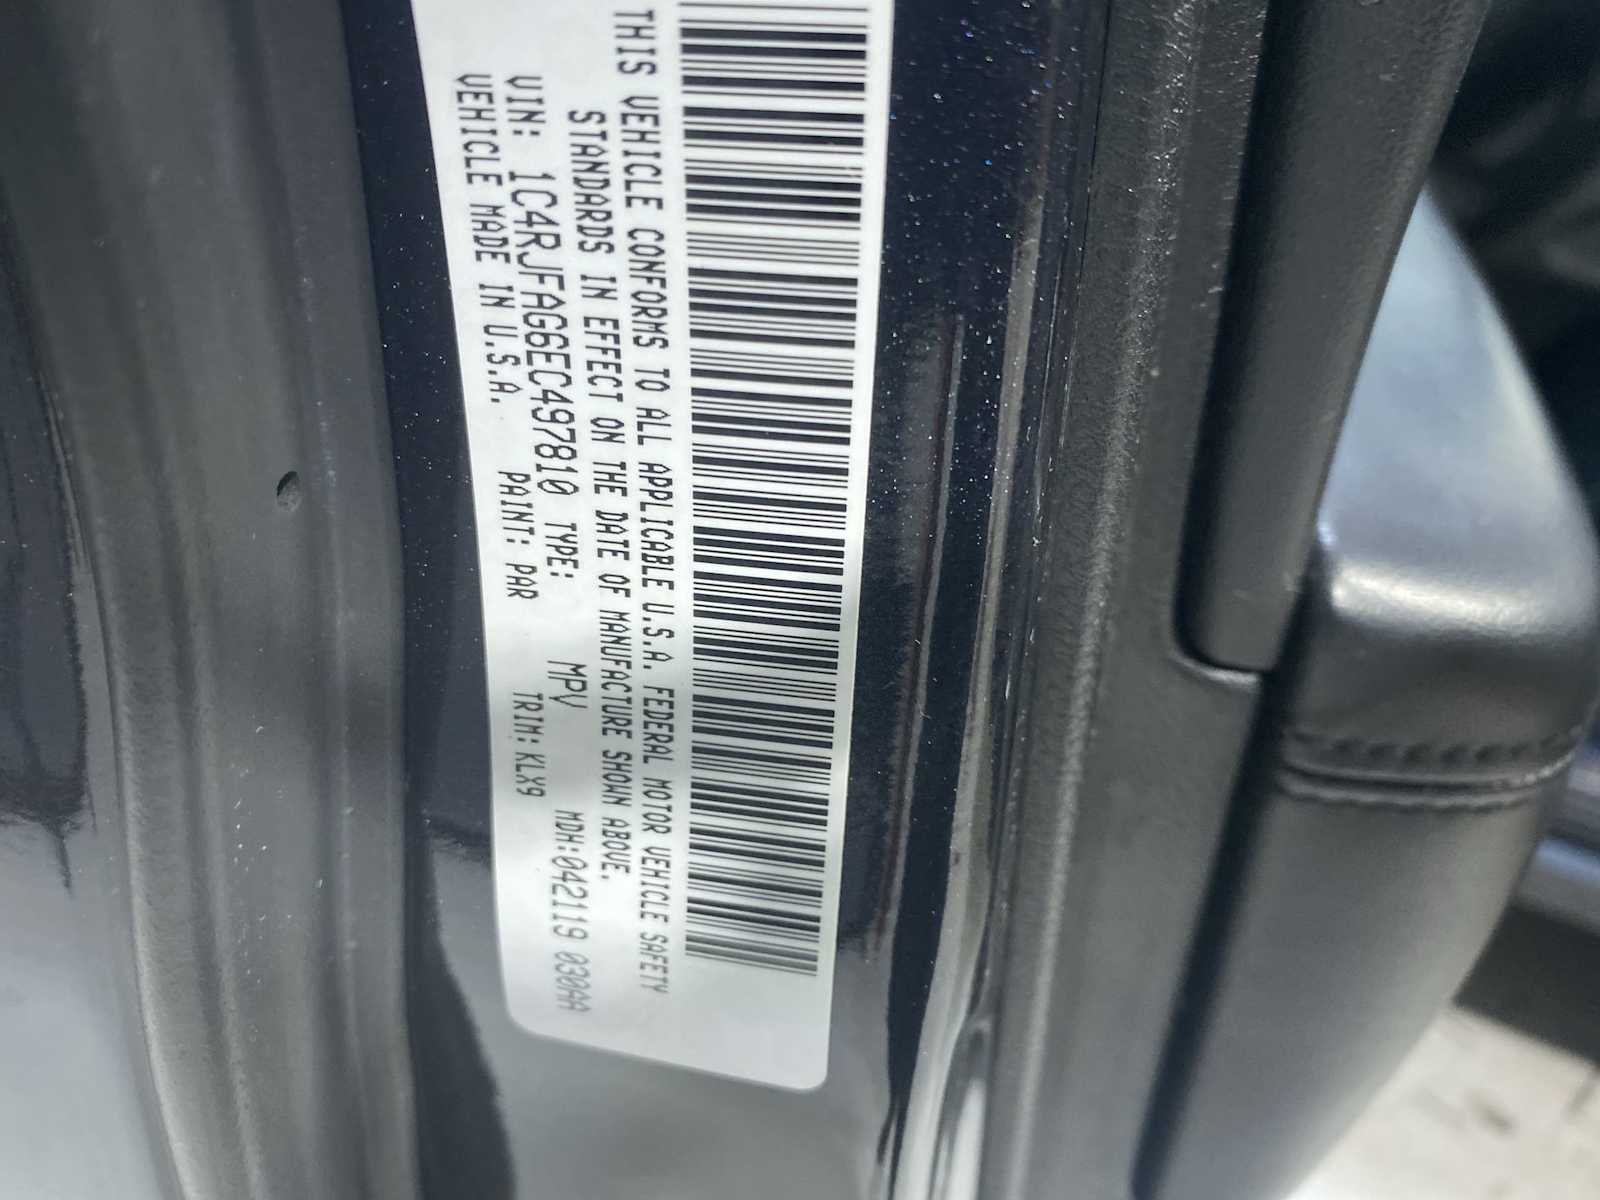 THIS VEHICLE CONFORMS TO ALL APPLICABLE U.S.A. FEDERAL MOTOR VEHICLE SAFETY
STANDARDS IN EFFECT ON THE DATE OF MANUFACTURE SHOWN ABOVE.
VIN: 1C4RJFAG6EC497810 TYPE: MPV MDH:042119 030AA
VEHICLE MADE IN U.S.A. PAINT: PAR TRIM: KLX9